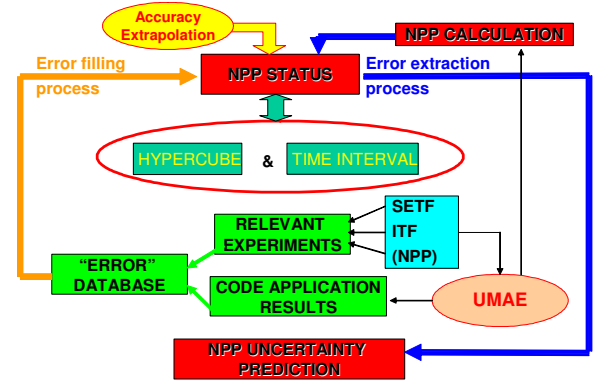 Accuracy
Extrapolation
NPP CALCULATION
Error filling
process
NPP STATUS
Error extraction
process
HYPERCUBE
&
TIME INTERVAL
SETF
ITF
(NPP)
RELEVANT
EXPERIMENTS
“ERROR”
DATABASE
CODE APPLICATION
RESULTS
UMAE
NPP UNCERTAINTY
PREDICTION